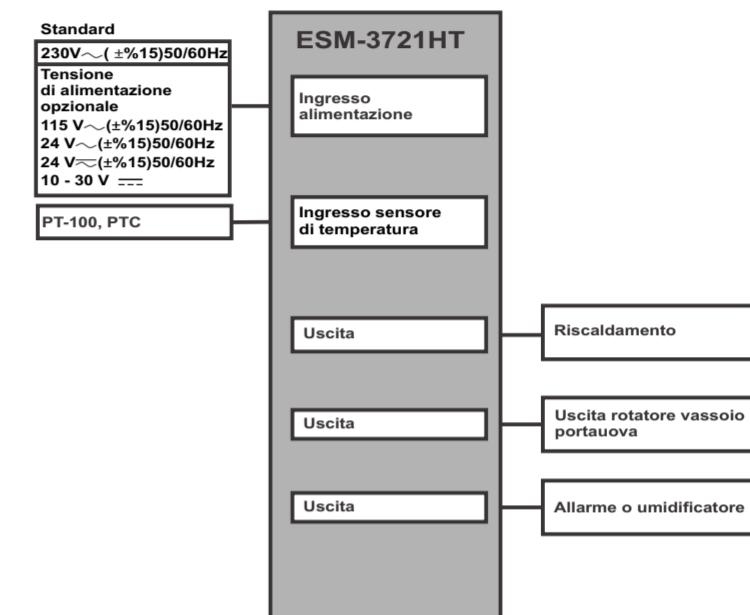 Standard
230V～( ±%15)50/60Hz
Tensione
di alimentazione
opzionale
115 V～(±%15)50/60Hz
24 V～(±%15)50/60Hz
24 V⏦(±%15)50/60Hz
10 - 30 V ⎓
PT-100, PTC
ESM-3721HT
Ingresso
alimentazione
Ingresso sensore
di temperatura
Uscita
Riscaldamento
Uscita
Uscita rotatore vassoio
portauova
Uscita
Allarme o umidificatore